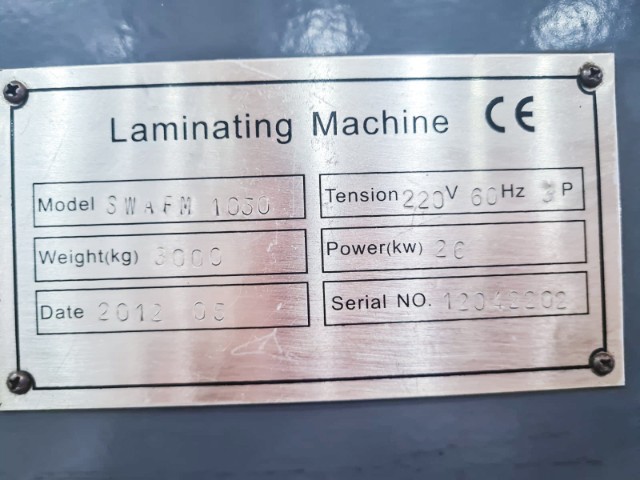 Laminating Machine CE
Model SWAFM 1050
Tension 220V 60Hz 3P
Weight(kg) 3000
Power(kw)
Date 2012
Serial NO.